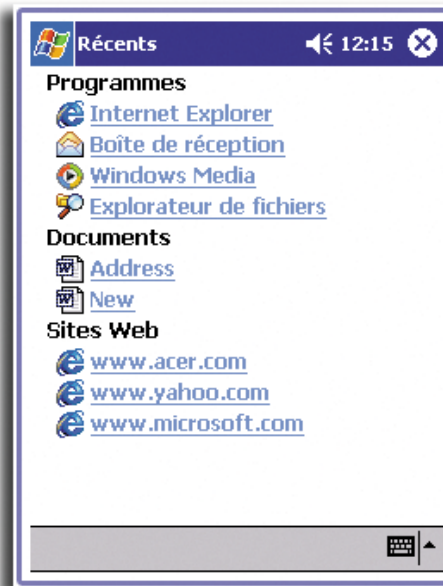 Récents 12:15
Programmes
Internet Explorer
Boîte de réception
Windows Media
Explorateur de fichiers
Documents
Address
New
Sites Web
www.acer.com
www.yahoo.com
www.microsoft.com